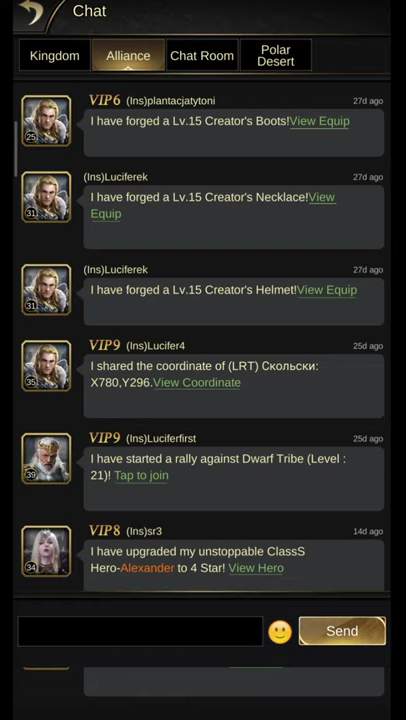 Chat
Kingdom
Alliance
Chat Room
Polar
Desert
VIP6 (Ins)plantacjatytoni 27d ago
I have forged a Lv.15 Creator's Boots!View Equip
25
(Ins)Luciferek 27d ago
I have forged a Lv.15 Creator's Necklace!View
Equip
31
(Ins)Luciferek 27d ago
I have forged a Lv.15 Creator's Helmet!View Equip
31
VIP9 (Ins)Lucifer4 25d ago
I shared the coordinate of (LRT) Скольски:
X780,Y296.View Coordinate
35
VIP9 (Ins)Luciferfirst 25d ago
I have started a rally against Dwarf Tribe (Level :
21)! Tap to join
39
VIP8 (Ins)sr3 14d ago
I have upgraded my unstoppable ClassS
Hero-Alexander to 4 Star! View Hero
34
Send